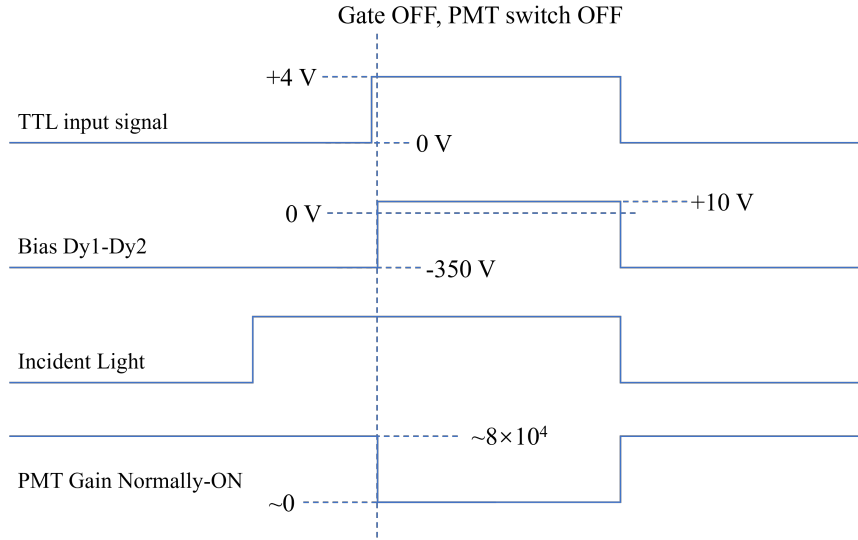 Gate OFF, PMT switch OFF
+4 V
TTL input signal
0 V
+10 V
0 V
Bias Dy1-Dy2
-350 V
Incident Light
~8×10⁴
PMT Gain Normally-ON
~0